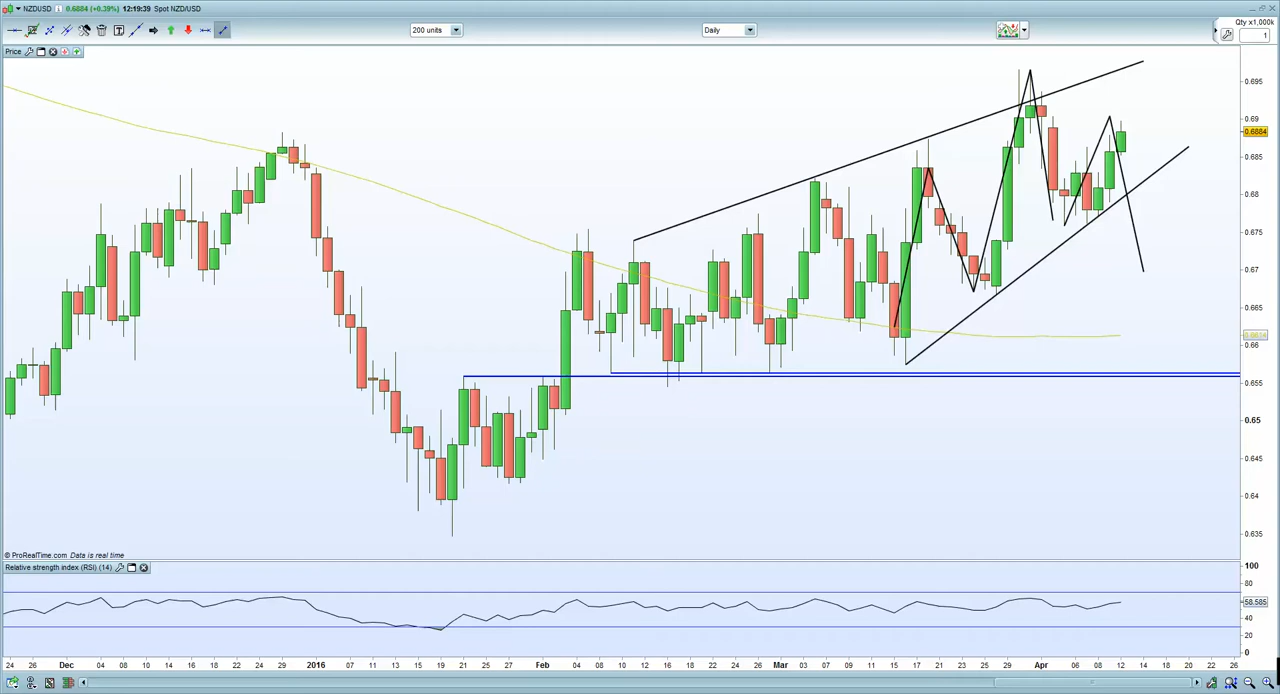 NZDUSD 0.6884 (+0.39%) 12:19:39 Spot NZD/USD
Qty x1,000k
200 units Daily 1
Price
0.695
0.69
0.6884
0.685
0.68
0.675
0.67
0.665
0.66
0.655
0.65
0.645
0.64
0.635
© ProRealTime.com Data is real time
Relative strength index (RSI) (14)
100
80
58.585
40
20
0
24 26 Dec 04 08 10 14 16 18 22 24 29 2016 07 11 13 15 19 21 25 27 Feb 04 08 10 12 16 18 22 24 26 Mar 03 07 09 11 15 17 21 23 25 29 Apr 06 08 12 14 18 20 22 26